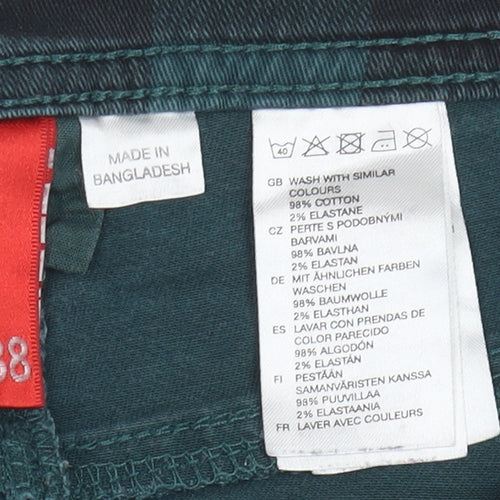 MADE IN
BANGLADESH
38
40
GB WASH WITH SIMILAR
COLOURS
98% COTTON
2% ELASTANE
CZ PERTE S PODOBNÝMI
BARVAMI
98% BAVLNA
2% ELASTAN
DE MIT ÄHNLICHEN FARBEN
WASCHEN
98% BAUMWOLLE
2% ELASTHAN
ES LAVAR CON PRENDAS DE
COLOR PARECIDO
98% ALGODÓN
2% ELASTÁN
FI PESTÄÄN
SAMANVÄRISTEN KANSSA
98% PUUVILLAA
2% ELASTAANIA
FR LAVER AVEC COULEURS